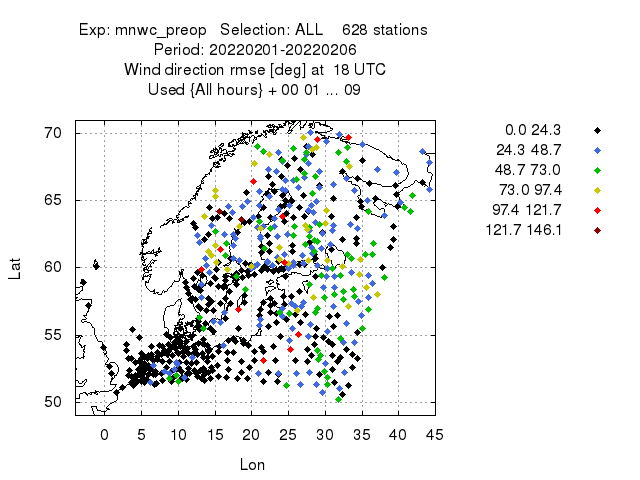 Exp: mnwc_preop   Selection: ALL    628 stations
Period: 20220201-20220206
Wind direction rmse [deg] at  18 UTC
Used {All hours} + 00 01 ... 09
0.0 24.3
24.3 48.7
48.7 73.0
73.0 97.4
97.4 121.7
121.7 146.1
70
65
60
55
50
Lat
0 5 10 15 20 25 30 35 40 45
Lon